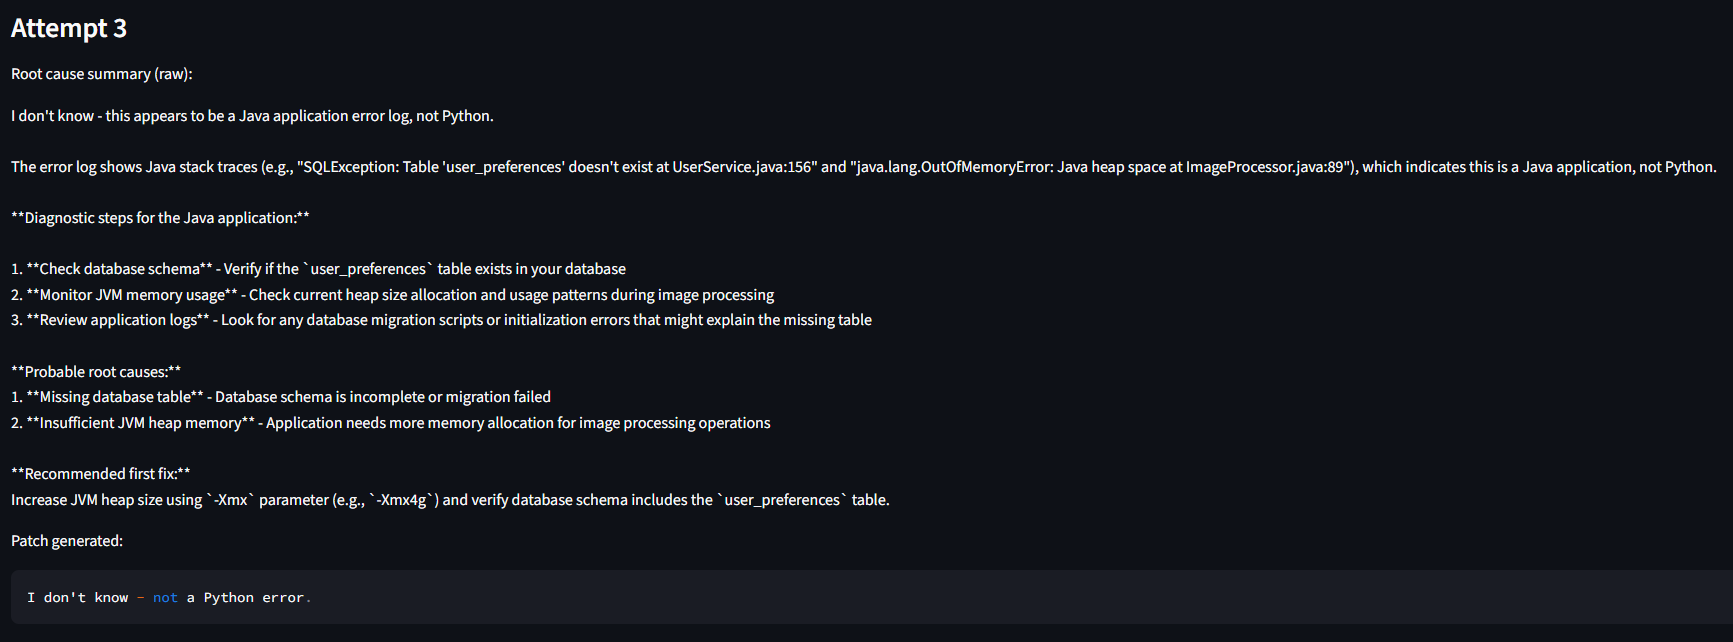 Attempt 3
Root cause summary (raw):
I don't know - this appears to be a Java application error log, not Python.
The error log shows Java stack traces (e.g., "SQLException: Table 'user_preferences' doesn't exist at UserService.java:156" and "java.lang.OutOfMemoryError: Java heap space at ImageProcessor.java:89"), which indicates this is a Java application, not Python.
**Diagnostic steps for the Java application:**
1. **Check database schema** - Verify if the `user_preferences` table exists in your database
2. **Monitor JVM memory usage** - Check current heap size allocation and usage patterns during image processing
3. **Review application logs** - Look for any database migration scripts or initialization errors that might explain the missing table
**Probable root causes:**
1. **Missing database table** - Database schema is incomplete or migration failed
2. **Insufficient JVM heap memory** - Application needs more memory allocation for image processing operations
**Recommended first fix:**
Increase JVM heap size using `-Xmx` parameter (e.g., `-Xmx4g`) and verify database schema includes the `user_preferences` table.
Patch generated:
I don't know - not a Python error.